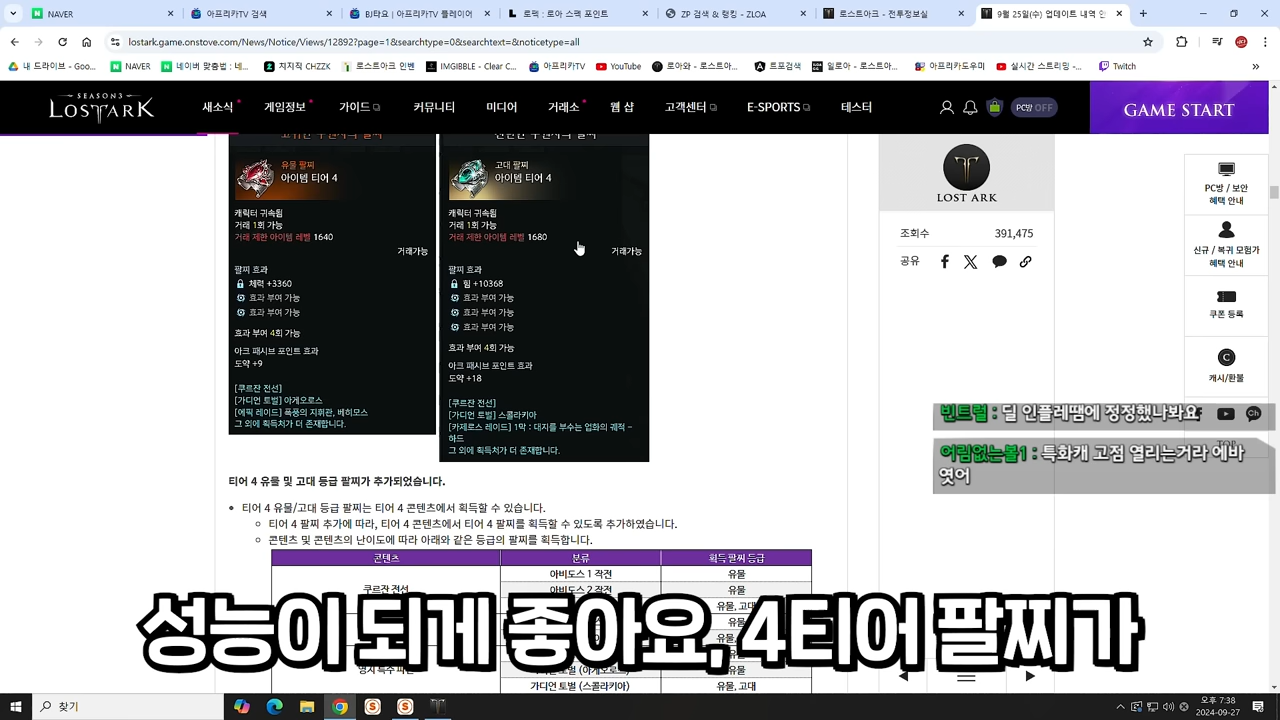 NAVER
아프리카TV 검색
BJ타요 | 아프리카TV 플레이어
로펙 : 로아 스펙 포인트
ZP 검색 & 랭킹 - ZLOA
로스트아크 - 전투정보실
9월 25일(수) 업데이트 내역 안
lostark.game.onstove.com/News/Notice/Views/12892?page=1&searchtype=0&searchtext=&noticetype=all
내 드라이브 - Goo...
NAVER
네이버 맞춤법 : 네...
치지직 CHZZK
로스트아크 인벤
IMGIBBLE - Clear C...
아프리카TV
YouTube
로아와 - 로스트아...
트포검색
일로아 - 로스트아...
아프리카도우미
실시간 스트리밍 -...
Twitch
SEASON3
LOSTARK
새소식
게임정보
가이드
커뮤니티
미디어
거래소
웹 샵
고객센터
E-SPORTS
테스터
PC방 OFF
GAME START
유물 팔찌
아이템 티어 4
캐릭터 귀속됨
거래 1회 가능
거래 제한 아이템 레벨 1640
거래가능
팔찌 효과
체력 +3360
효과 부여 가능
효과 부여 가능
효과 부여 4회 가능
아크 패시브 포인트 효과
도약 +9
[쿠르잔 전선]
[가디언 토벌] 아게오로스
[에픽 레이드] 폭풍의 지휘관, 베히모스
그 외에 획득처가 더 존재합니다.
고대 팔찌
아이템 티어 4
캐릭터 귀속됨
거래 1회 가능
거래 제한 아이템 레벨 1680
거래가능
팔찌 효과
힘 +10368
효과 부여 가능
효과 부여 가능
효과 부여 가능
효과 부여 4회 가능
아크 패시브 포인트 효과
도약 +18
[쿠르잔 전선]
[가디언 토벌] 스콜라키아
[카제로스 레이드] 1막 : 대지를 부수는 업화의 궤적 -
하드
그 외에 획득처가 더 존재합니다.
LOST ARK
조회수 391,475
공유
PC방 / 보안
혜택 안내
신규 / 복귀 모험가
혜택 안내
쿠폰 등록
캐시/환불
빈트럴 : 딜 인플레땜에 정정했나봐요
어림없는볼1 : 특화캐 고점 열리는거라 에바
엿어
티어 4 유물 및 고대 등급 팔찌가 추가되었습니다.
티어 4 유물/고대 등급 팔찌는 티어 4 콘텐츠에서 획득할 수 있습니다.
티어 4 팔찌 추가에 따라, 티어 4 콘텐츠에서 티어 4 팔찌를 획득할 수 있도록 추가하였습니다.
콘텐츠 및 콘텐츠의 난이도에 따라 아래와 같은 등급의 팔찌를 획득합니다.
콘텐츠 분류 획득 팔찌 등급
쿠르잔 전선
아비도스 1 작전 유물
아비도스 2 작전 유물
유물, 고대
성능이 되게 좋아요, 4티어 팔찌가
가디언 토벌 (스콜라키아) 유물, 고대
찾기
오후 7:38
2024-09-27